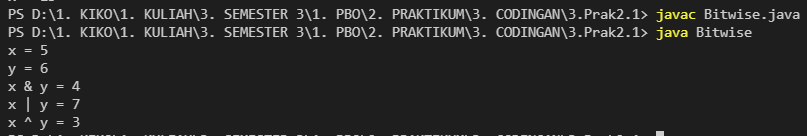 PS D:\1. KIKO\1. KULIAH\3. SEMESTER 3\1. PBO\2. PRAKTIKUM\3. CODINGAN\3.Prak2.1> javac Bitwise.java
PS D:\1. KIKO\1. KULIAH\3. SEMESTER 3\1. PBO\2. PRAKTIKUM\3. CODINGAN\3.Prak2.1> java Bitwise
x = 5
y = 6
x & y = 4
x | y = 7
x ^ y = 3